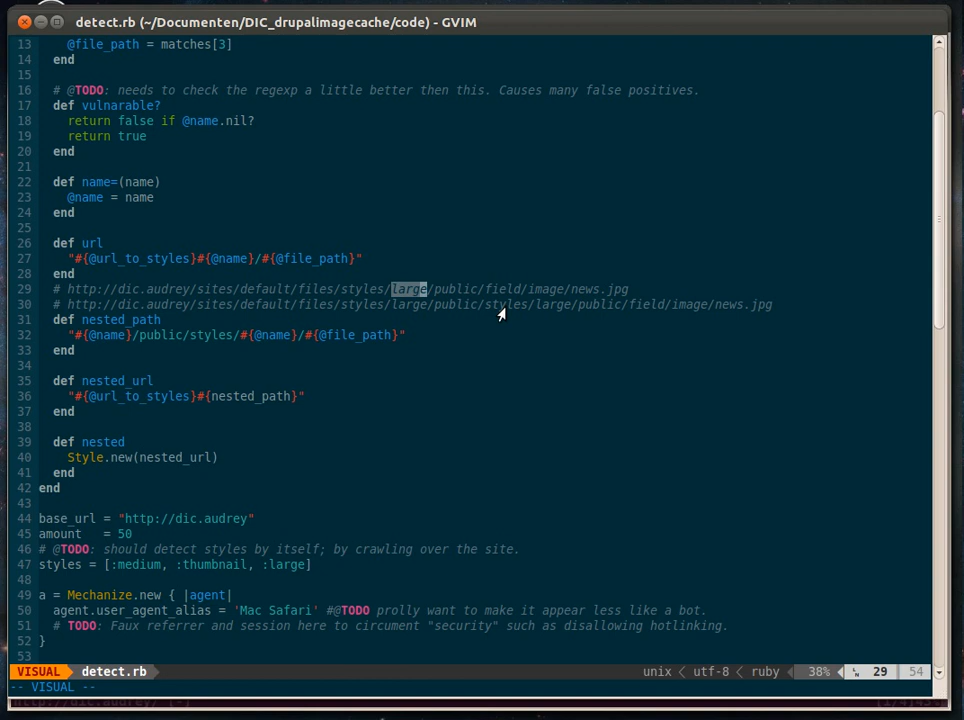 detect.rb (~/Documenten/DIC_drupalimagecache/code) - GVIM
13     @file_path = matches[3]
14   end
15
16   # @TODO: needs to check the regexp a little better then this. Causes many false positives.
17   def vulnarable?
18     return false if @name.nil?
19     return true
20   end
21
22   def name=(name)
23     @name = name
24   end
25
26   def url
27     "#{@url_to_styles}#{@name}/#{@file_path}"
28   end
29   # http://dic.audrey/sites/default/files/styles/large/public/field/image/news.jpg
30   # http://dic.audrey/sites/default/files/styles/large/public/styles/large/public/field/image/news.jpg
31   def nested_path
32     "#{@name}/public/styles/#{@name}/#{@file_path}"
33   end
34
35   def nested_url
36     "#{@url_to_styles}#{nested_path}"
37   end
38
39   def nested
40     Style.new(nested_url)
41   end
42 end
43
44 base_url = "http://dic.audrey"
45 amount   = 50
46 # @TODO: should detect styles by itself; by crawling over the site.
47 styles = [:medium, :thumbnail, :large]
48
49 a = Mechanize.new { |agent|
50   agent.user_agent_alias = 'Mac Safari' #@TODO prolly want to make it appear less like a bot.
51   # TODO: Faux referrer and session here to circument "security" such as disallowing hotlinking.
52 }
53
VISUAL detect.rb unix < utf-8 < ruby 38% 29 54
-- VISUAL --